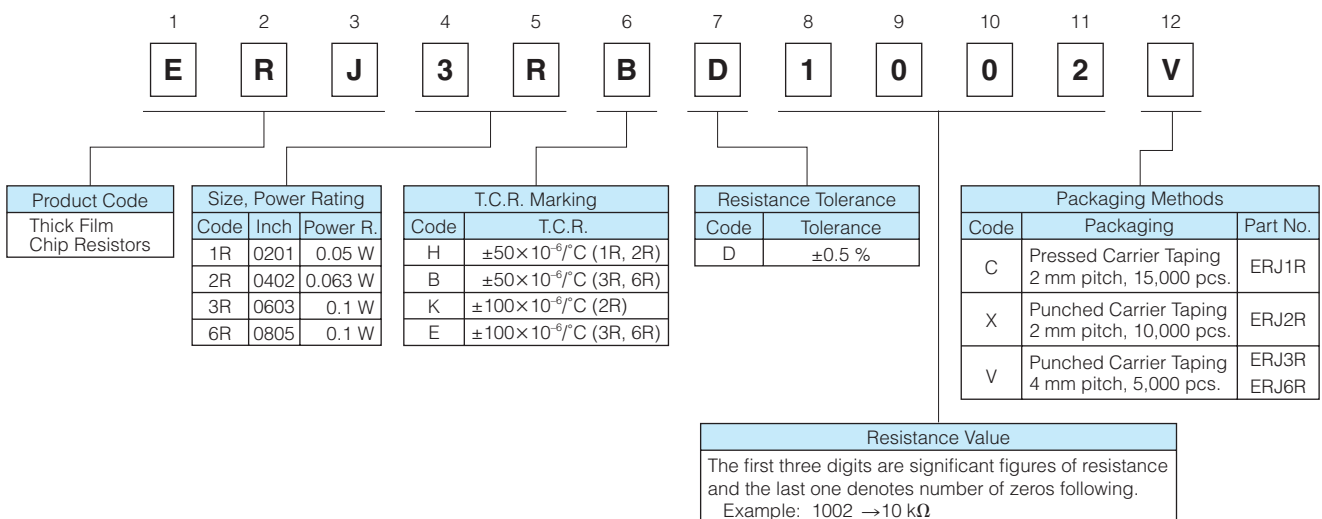 1 2 3 4 5 6 7 8 9 10 11 12
E R J 3 R B D 1 0 0 2 V
Product Code
Thick Film
Chip Resistors
Size, Power Rating
Code Inch Power R.
1R 0201 0.05 W
2R 0402 0.063 W
3R 0603 0.1 W
6R 0805 0.1 W
T.C.R. Marking
Code T.C.R.
H ±50×10⁻⁶/°C (1R, 2R)
B ±50×10⁻⁶/°C (3R, 6R)
K ±100×10⁻⁶/°C (2R)
E ±100×10⁻⁶/°C (3R, 6R)
Resistance Tolerance
Code Tolerance
D ±0.5 %
Packaging Methods
Code Packaging Part No.
C Pressed Carrier Taping
2 mm pitch, 15,000 pcs. ERJ1R
X Punched Carrier Taping
2 mm pitch, 10,000 pcs. ERJ2R
V Punched Carrier Taping
4 mm pitch, 5,000 pcs. ERJ3R
ERJ6R
Resistance Value
The first three digits are significant figures of resistance
and the last one denotes number of zeros following.
Example: 1002 →10 kΩ